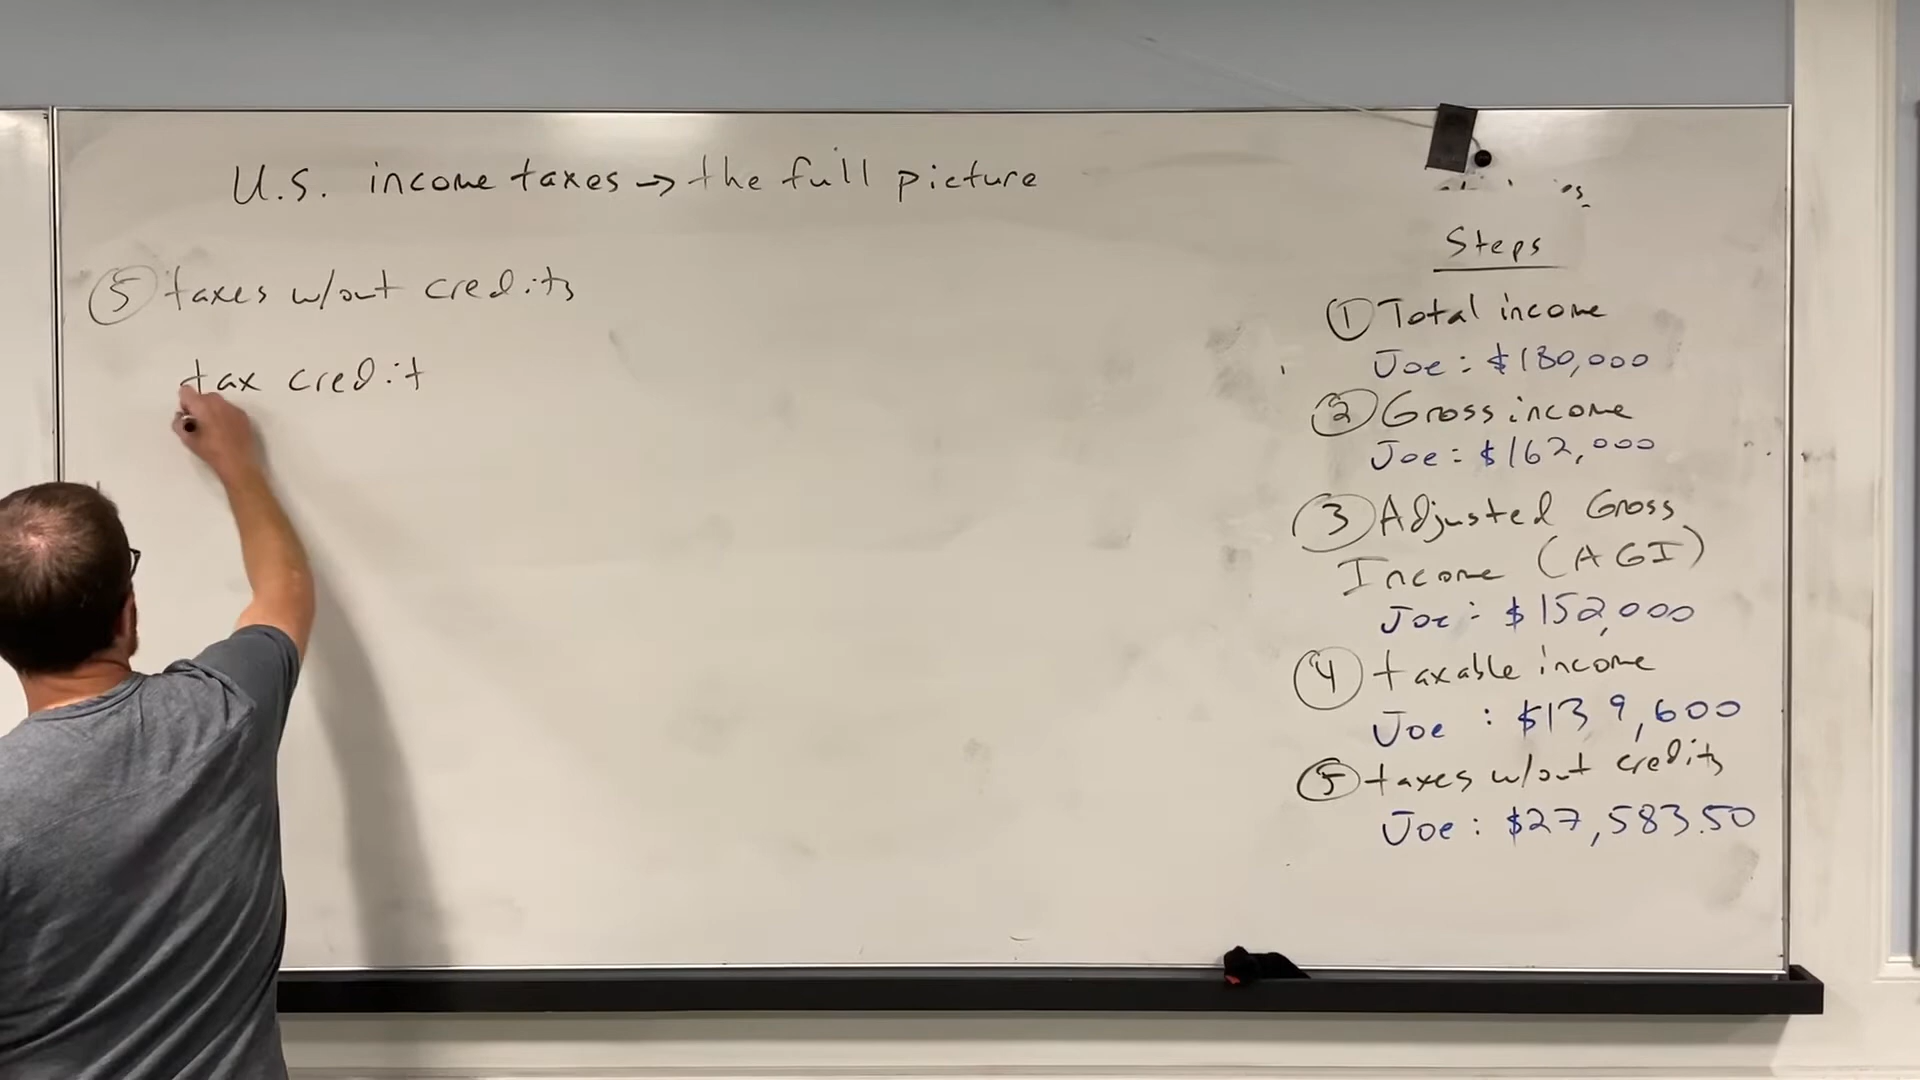 U.S. income taxes → the full picture
⑤ taxes w/out credits
tax credit
Steps
① Total income
Joe: $180,000
② Gross income
Joe: $162,000
③ Adjusted Gross
Income (AGI)
Joe: $152,000
④ taxable income
Joe: $139,600
⑤ taxes w/out credits
Joe: $27,583.50